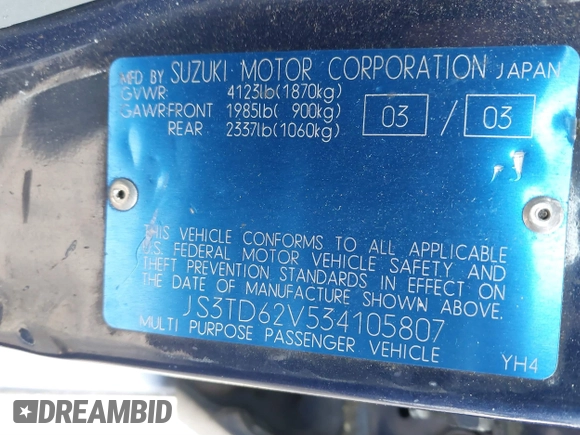 MFD BY SUZUKI MOTOR CORPORATION JAPAN
GVWR: 4123lb(1870kg)
GAWR:FRONT 1985lb( 900kg)
REAR 2337lb(1060kg)
03 / 03
THIS VEHICLE CONFORMS TO ALL APPLICABLE
U.S. FEDERAL MOTOR VEHICLE SAFETY AND
THEFT PREVENTION STANDARDS IN EFFECT ON
THE DATE OF MANUFACTURE SHOWN ABOVE.
JS3TD62V534105807
MULTI PURPOSE PASSENGER VEHICLE
YH4
DREAMBID